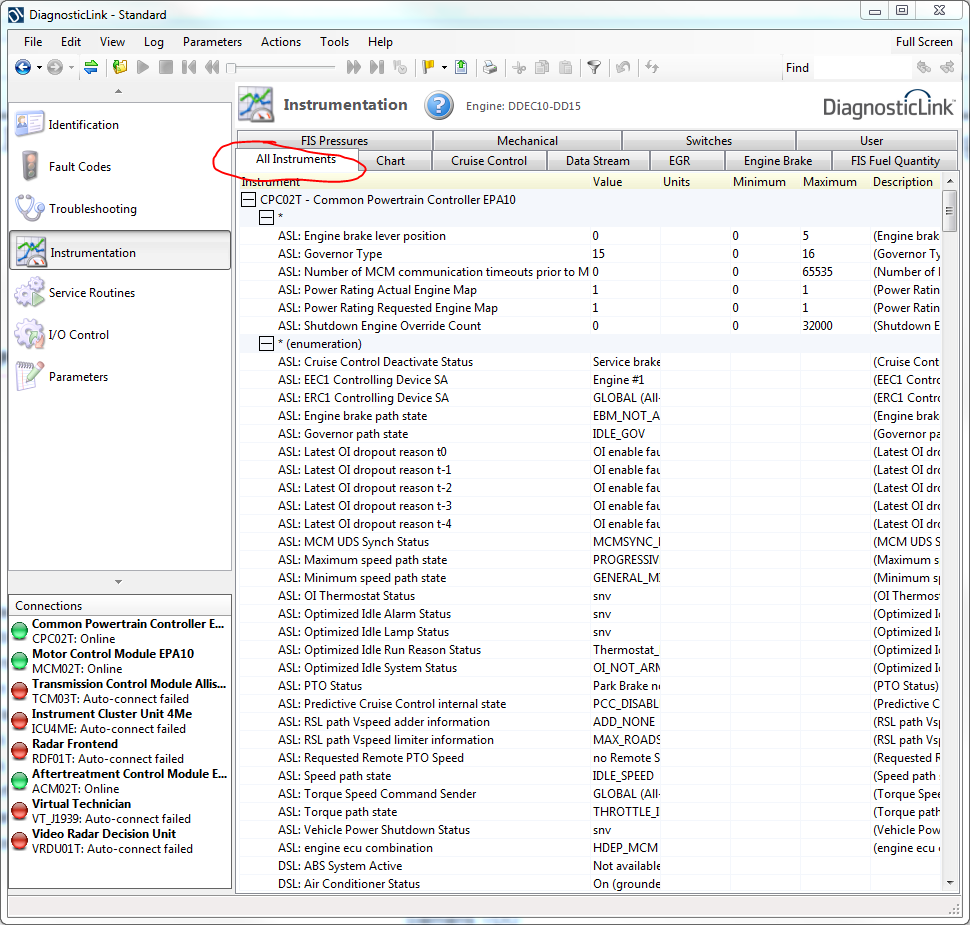 DiagnosticLink - Standard
File Edit View Log Parameters Actions Tools Help Full Screen
Find
Identification
Fault Codes
Troubleshooting
Instrumentation
Service Routines
I/O Control
Parameters
Connections
Common Powertrain Controller E...
CPC02T: Online
Motor Control Module EPA10
MCM02T: Online
Transmission Control Module Allis...
TCM03T: Auto-connect failed
Instrument Cluster Unit 4Me
ICU4ME: Auto-connect failed
Radar Frontend
RDF01T: Auto-connect failed
Aftertreatment Control Module E...
ACM02T: Online
Virtual Technician
VT_J1939: Auto-connect failed
Video Radar Decision Unit
VRDU01T: Auto-connect failed
Instrumentation ? Engine: DDEC10-DD15 DiagnosticLink
FIS Pressures Mechanical Switches User
All Instruments Chart Cruise Control Data Stream EGR Engine Brake FIS Fuel Quantity
Instrument Value Units Minimum Maximum Description
CPC02T - Common Powertrain Controller EPA10
*
ASL: Engine brake lever position 0 0 5 (Engine brak
ASL: Governor Type 15 0 16 (Governor Ty
ASL: Number of MCM communication timeouts prior to M 0 0 65535 (Number of
ASL: Power Rating Actual Engine Map 1 0 1 (Power Ratin
ASL: Power Rating Requested Engine Map 1 0 1 (Power Ratin
ASL: Shutdown Engine Override Count 0 0 32000 (Shutdown E
* (enumeration)
ASL: Cruise Control Deactivate Status Service brake (Cruise Cont
ASL: EEC1 Controlling Device SA Engine #1 (EEC1 Contro
ASL: ERC1 Controlling Device SA GLOBAL (All- (ERC1 Contro
ASL: Engine brake path state EBM_NOT_A (Engine brak
ASL: Governor path state IDLE_GOV (Governor pa
ASL: Latest OI dropout reason t0 OI enable fau (Latest OI dro
ASL: Latest OI dropout reason t-1 OI enable fau (Latest OI dro
ASL: Latest OI dropout reason t-2 OI enable fau (Latest OI dro
ASL: Latest OI dropout reason t-3 OI enable fau (Latest OI dro
ASL: Latest OI dropout reason t-4 OI enable fau (Latest OI dro
ASL: MCM UDS Synch Status MCMSYNC_ (MCM UDS S
ASL: Maximum speed path state PROGRESSIV (Maximum s
ASL: Minimum speed path state GENERAL_M (Minimum sp
ASL: OI Thermostat Status snv (OI Thermos
ASL: Optimized Idle Alarm Status snv (Optimized I
ASL: Optimized Idle Lamp Status snv (Optimized I
ASL: Optimized Idle Run Reason Status Thermostat_ (Optimized I
ASL: Optimized Idle System Status OI_NOT_ARM (Optimized I
ASL: PTO Status Park Brake no (PTO Status)
ASL: Predictive Cruise Control internal state PCC_DISABL (Predictive C
ASL: RSL path Vspeed adder information ADD_NONE (RSL path Vs
ASL: RSL path Vspeed limiter information MAX_ROADS (RSL path Vs
ASL: Requested Remote PTO Speed no Remote S (Requested R
ASL: Speed path state IDLE_SPEED (Speed path
ASL: Torque Speed Command Sender GLOBAL (All- (Torque Spee
ASL: Torque path state THROTTLE_I (Torque path
ASL: Vehicle Power Shutdown Status snv (Vehicle Pow
ASL: engine ecu combination HDEP_MCM (engine ecu c
DSL: ABS System Active Not available
DSL: Air Conditioner Status On (grounde